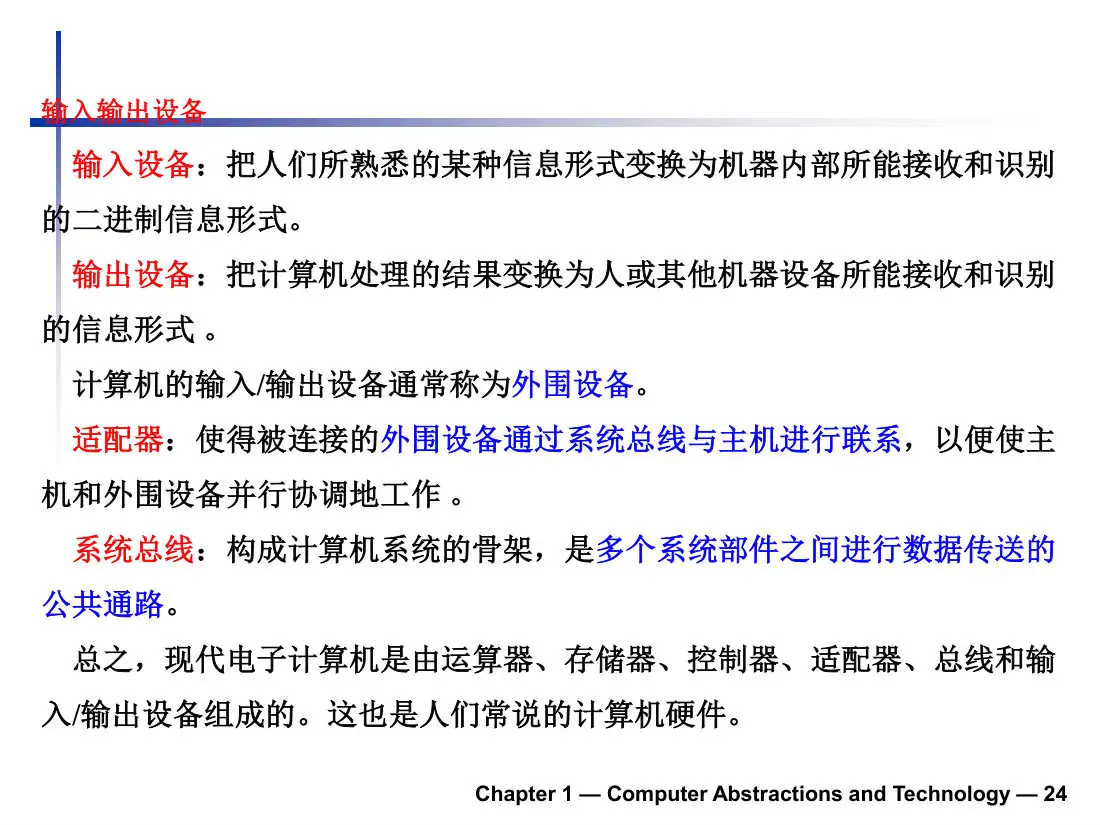 输入输出设备
输入设备：把人们所熟悉的某种信息形式变换为机器内部所能接收和识别
的二进制信息形式。
输出设备：把计算机处理的结果变换为人或其他机器设备所能接收和识别
的信息形式 。
计算机的输入/输出设备通常称为外围设备。
适配器：使得被连接的外围设备通过系统总线与主机进行联系，以便使主
机和外围设备并行协调地工作 。
系统总线：构成计算机系统的骨架，是多个系统部件之间进行数据传送的
公共通路。
总之，现代电子计算机是由运算器、存储器、控制器、适配器、总线和输
入/输出设备组成的。这也是人们常说的计算机硬件。
Chapter 1 — Computer Abstractions and Technology — 24